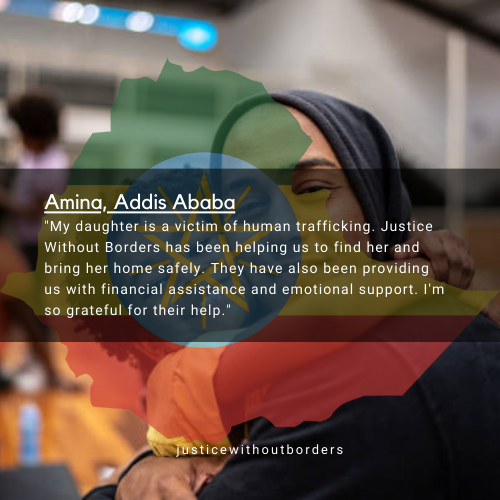 Amina, Addis Ababa
"My daughter is a victim of human trafficking. Justice
Without Borders has been helping us to find her and
bring her home safely. They have also been providing
us with financial assistance and emotional support. I'm
so grateful for their help."
justicewithoutborders